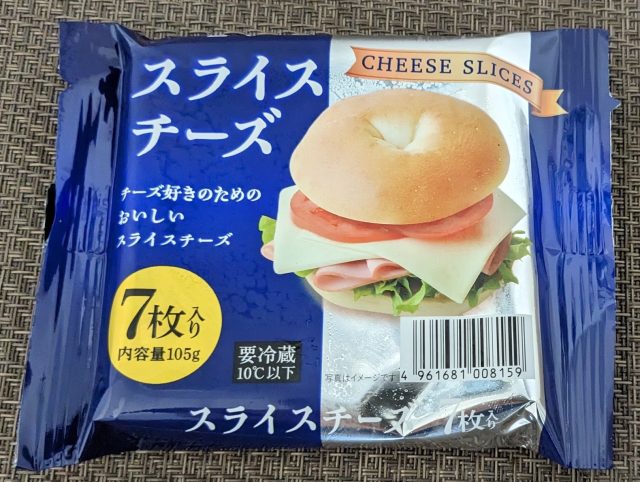 CHEESE SLICES
スライス
チーズ
チーズ好きのための
おいしい
スライスチーズ
7枚入り
内容量105g
要冷蔵
10℃以下
写真はイメージです
4 961681 008159
スライスチーズ 7枚入り